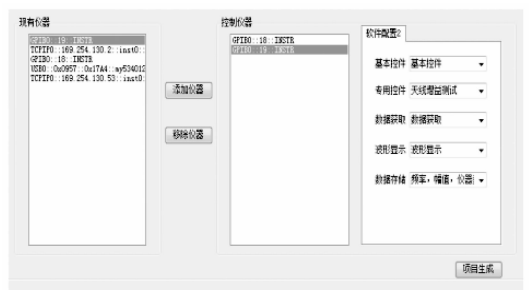 现有仪器
GPIB0::19::INSTR
TCPIP0::169.254.130.2::inst0::
GPIB0::18::INSTR
USB0::0x0957::0x17A4::my534012
TCPIP0::169.254.130.53::inst0:
添加仪器
移除仪器
控制仪器
GPIB0::18::INSTR
GPIB0::19::INSTR
软件配置2
基本控件 基本控件
专用控件 天线增益测试
数据获取 数据获取
波形显示 波形显示
数据存储 频率，幅值，仪器
项目生成